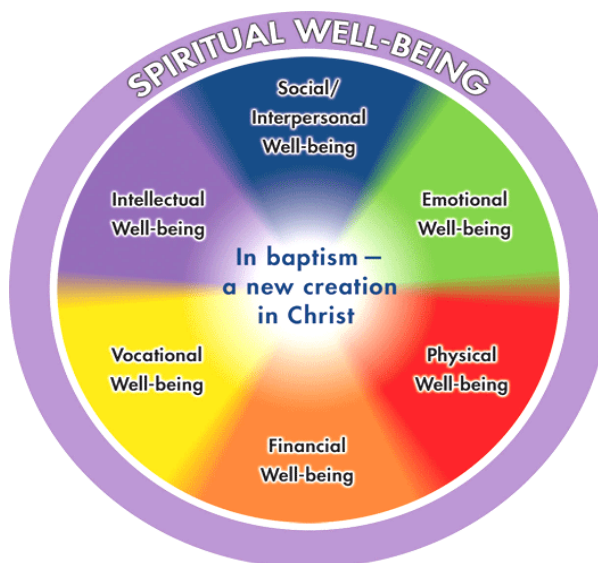 SPIRITUAL WELL-BEING
Social/
Interpersonal
Well-being
Intellectual
Well-being
Emotional
Well-being
In baptism —
a new creation
in Christ
Vocational
Well-being
Physical
Well-being
Financial
Well-being